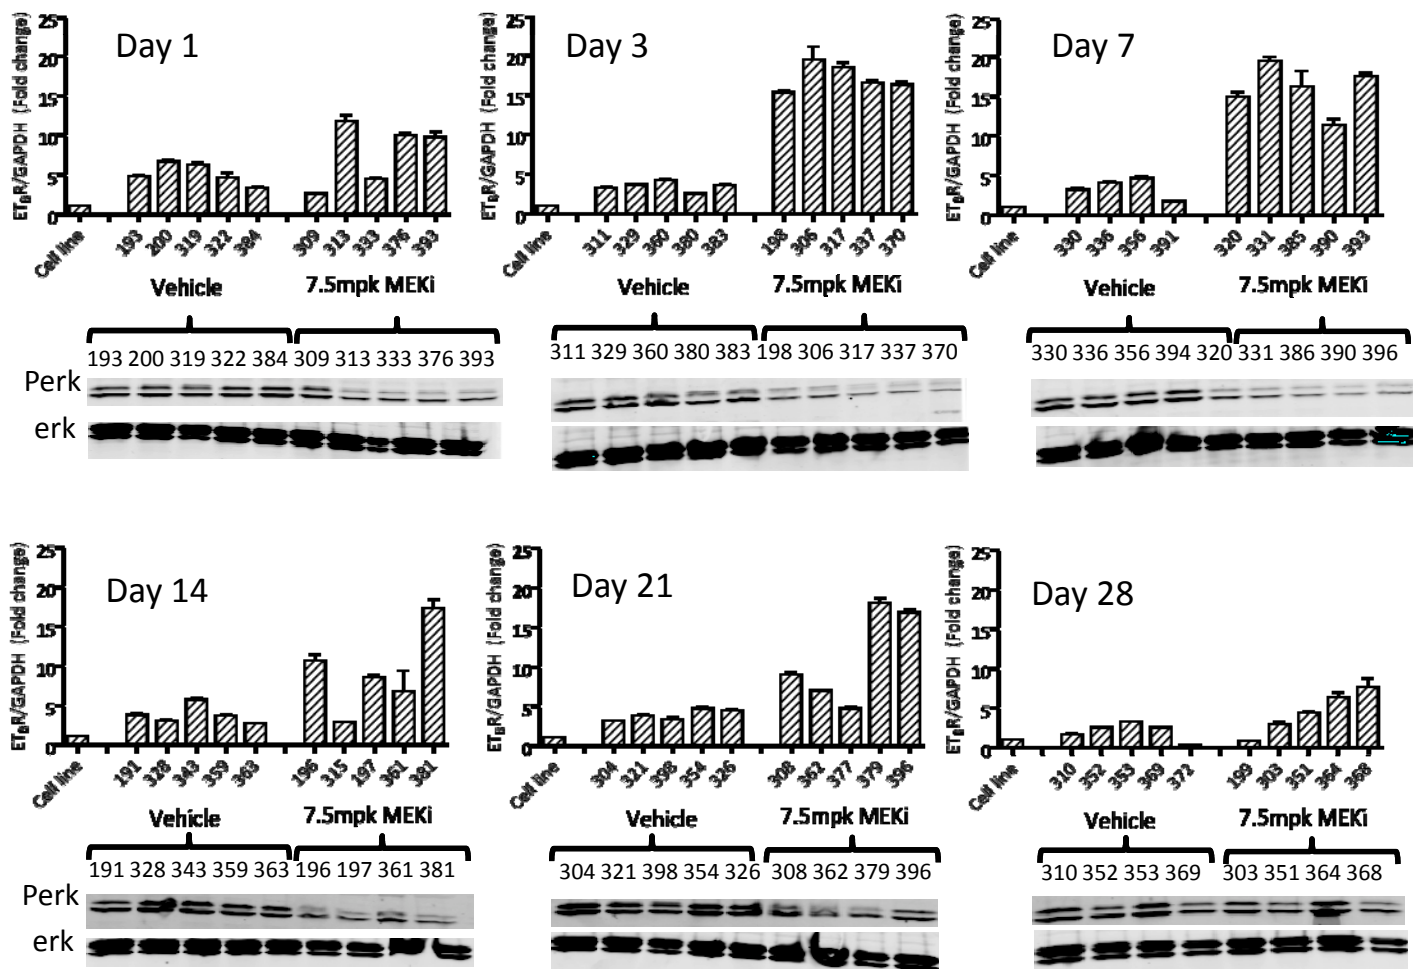 Day 1
ETBR/GAPDH (Fold change)
25
20
15
10
5
0
Cell line
193
200
319
322
384
309
313
333
376
393
Vehicle
7.5mpk MEKi
193 200 319 322 384 309 313 333 376 393
Perk
erk
Day 3
ETBR/GAPDH (Fold change)
25
20
15
10
5
0
Cell line
311
329
360
380
383
198
306
317
337
370
Vehicle
7.5mpk MEKi
311 329 360 380 383 198 306 317 337 370
Day 7
ETBR/GAPDH (Fold change)
25
20
15
10
5
0
Cell line
330
336
356
391
320
331
385
390
393
Vehicle
7.5mpk MEKi
330 336 356 394 320 331 386 390 396
Day 14
ETBR/GAPDH (Fold change)
25
20
15
10
5
0
Cell line
191
328
343
359
363
196
315
197
361
381
Vehicle
7.5mpk MEKi
191 328 343 359 363 196 197 361 381
Perk
erk
Day 21
ETBR/GAPDH (Fold change)
25
20
15
10
5
0
Cell line
304
321
398
354
326
308
362
377
379
396
Vehicle
7.5mpk MEKi
304 321 398 354 326 308 362 379 396
Day 28
ETBR/GAPDH (Fold change)
25
20
15
10
5
0
Cell line
310
352
353
369
372
199
303
351
364
368
Vehicle
7.5mpk MEKi
310 352 353 369 303 351 364 368